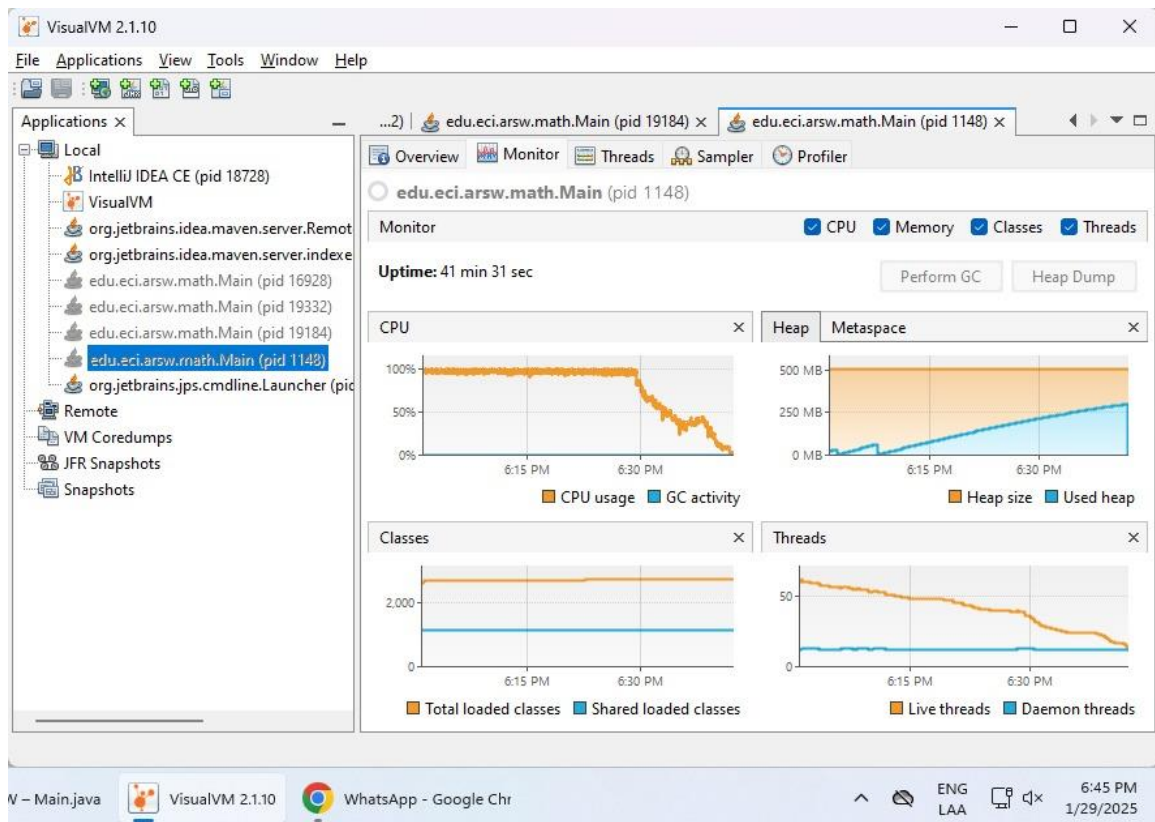 VisualVM 2.1.10
File Applications View Tools Window Help
Applications
Local
IntelliJ IDEA CE (pid 18728)
VisualVM
org.jetbrains.idea.maven.server.Remot
org.jetbrains.idea.maven.server.indexe
edu.eci.arsw.math.Main (pid 16928)
edu.eci.arsw.math.Main (pid 19332)
edu.eci.arsw.math.Main (pid 19184)
edu.eci.arsw.math.Main (pid 1148)
org.jetbrains.jps.cmdline.Launcher (pid
Remote
VM Coredumps
JFR Snapshots
Snapshots
...2) edu.eci.arsw.math.Main (pid 19184) edu.eci.arsw.math.Main (pid 1148)
Overview Monitor Threads Sampler Profiler
edu.eci.arsw.math.Main (pid 1148)
Monitor CPU Memory Classes Threads
Uptime: 41 min 31 sec Perform GC Heap Dump
CPU
100%
50%
0%
6:15 PM 6:30 PM
CPU usage GC activity
Heap Metaspace
500 MB
250 MB
0 MB
6:15 PM 6:30 PM
Heap size Used heap
Classes
2,000
0
6:15 PM 6:30 PM
Total loaded classes Shared loaded classes
Threads
50
0
6:15 PM 6:30 PM
Live threads Daemon threads
– Main.java VisualVM 2.1.10 WhatsApp - Google Chr
ENG
LAA
6:45 PM
1/29/2025